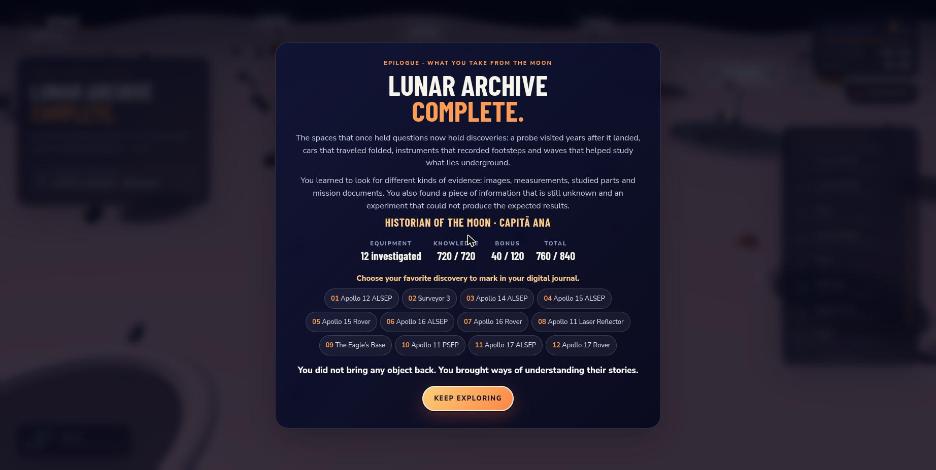 EPILOGUE - WHAT YOU TAKE FROM THE MOON
LUNAR ARCHIVE
COMPLETE.
The spaces that once held questions now hold discoveries: a probe visited years after it landed,
cars that traveled folded, instruments that recorded footsteps and waves that helped study
what lies underground.
You learned to look for different kinds of evidence: images, measurements, studied parts and
mission documents. You also found a piece of information that is still unknown and an
experiment that could not produce the expected results.
HISTORIAN OF THE MOON · CAPITÃ ANA
EQUIPMENT KNOWLEDGE BONUS TOTAL
12 investigated 720 / 720 40 / 120 760 / 840
Choose your favorite discovery to mark in your digital journal.
01 Apollo 12 ALSEP 02 Surveyor 3 03 Apollo 14 ALSEP 04 Apollo 15 ALSEP
05 Apollo 15 Rover 06 Apollo 16 ALSEP 07 Apollo 16 Rover 08 Apollo 11 Laser Reflector
09 The Eagle's Base 10 Apollo 11 PSEP 11 Apollo 17 ALSEP 12 Apollo 17 Rover
You did not bring any object back. You brought ways of understanding their stories.
KEEP EXPLORING
LUNAR ARCHIVE
COMPLETE.